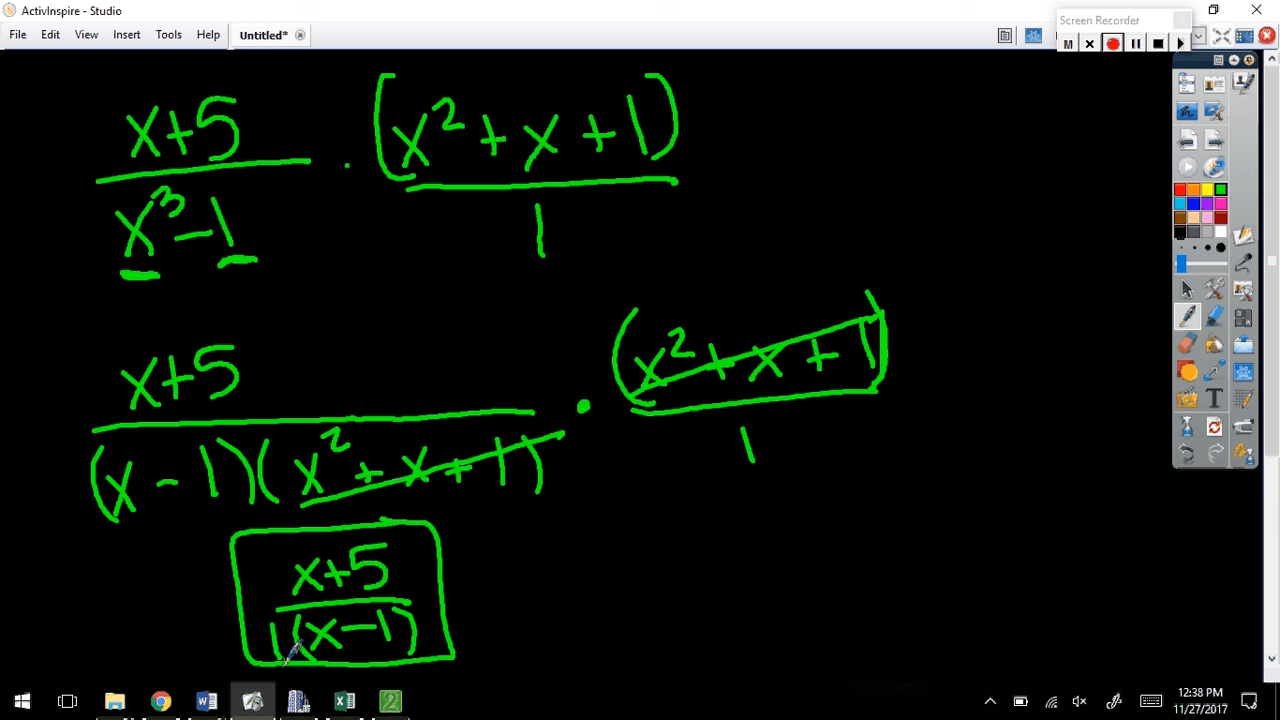 ActivInspire - Studio
Screen Recorder
File Edit View Insert Tools Help Untitled*
M
x+5 · (x² + x + 1)
x³ - 1 1
x+5 · (x² + x + 1)
(x - 1)(x² + x + 1) 1
x+5
1(x-1)
T
12:38 PM
11/27/2017